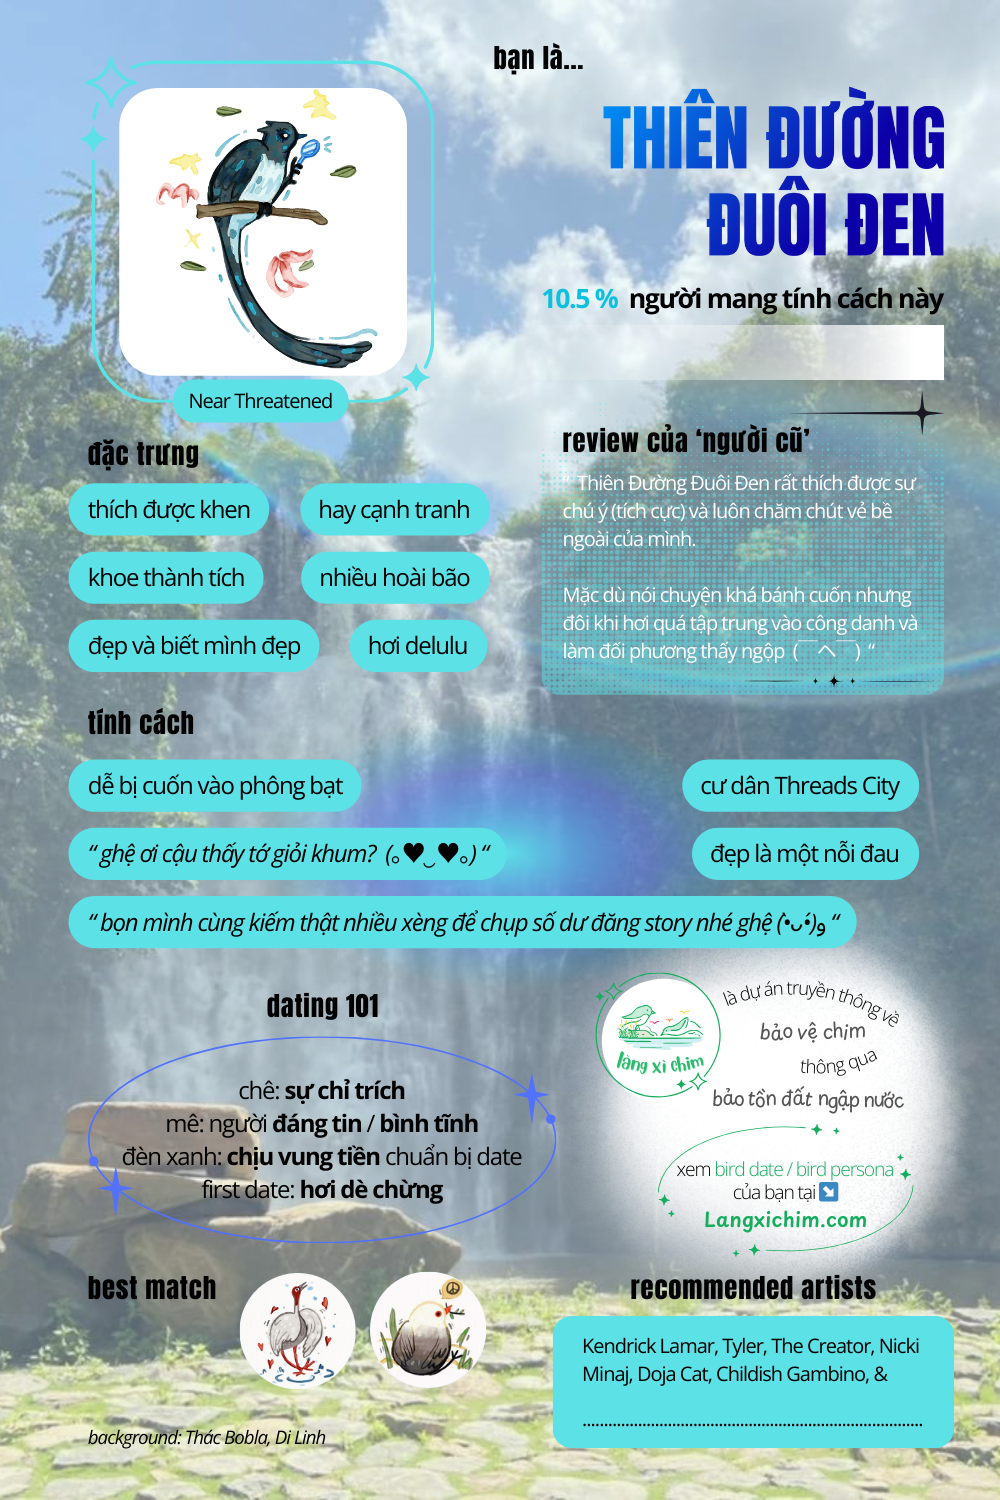 bạn là...
THIÊN ĐƯỜNG
ĐUÔI ĐEN
10.5 % người mang tính cách này
Near Threatened
đặc trưng
thích được khen
hay cạnh tranh
khoe thành tích
nhiều hoài bão
đẹp và biết mình đẹp
hơi delulu
review của ‘người cũ’
“ Thiên Đường Đuôi Đen rất thích được sự
chú ý (tích cực) và luôn chăm chút vẻ bề
ngoài của mình.
Mặc dù nói chuyện khá bánh cuốn nhưng
đôi khi hơi quá tập trung vào công danh và
làm đối phương thấy ngộp (￣へ￣) “
tính cách
dễ bị cuốn vào phông bạt
cư dân Threads City
“ ghệ ơi cậu thấy tớ giỏi khum? (｡♥‿♥｡) “
đẹp là một nỗi đau
“ bọn mình cùng kiếm thật nhiều xèng để chụp số dư đăng story nhé ghệ (•̀ᴗ•́)و “
dating 101
chê: sự chỉ trích
mê: người đáng tin / bình tĩnh
đèn xanh: chịu vung tiền chuẩn bị date
first date: hơi dè chừng
làng xì chim
là dự án truyền thông về
bảo vệ chim
thông qua
bảo tồn đất ngập nước
xem bird date / bird persona
của bạn tại ↘️
Langxichim.com
best match
recommended artists
Kendrick Lamar, Tyler, The Creator, Nicki
Minaj, Doja Cat, Childish Gambino, &
................................................................................
background: Thác Bobla, Di Linh